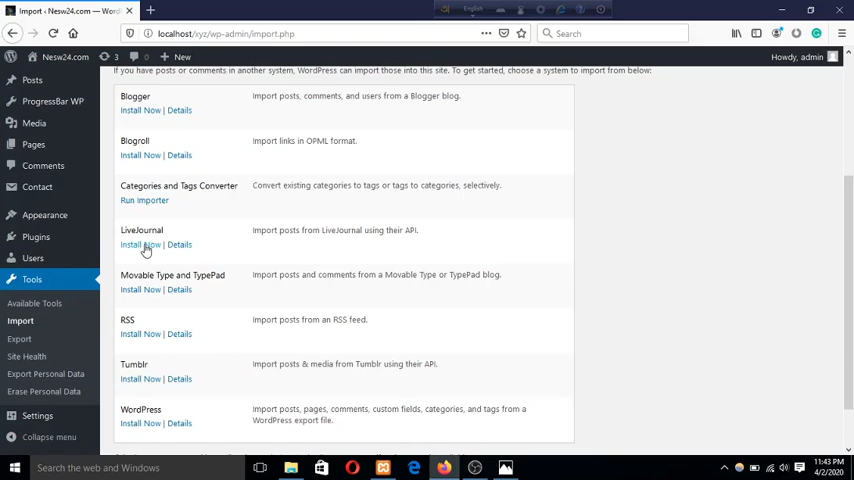 Import ‹ Nesw24.com — WordP
English
localhost/xyz/wp-admin/import.php
Search
Nesw24.com 3 0 New
Howdy, admin
If you have posts or comments in another system, WordPress can import those into this site. To get started, choose a system to import from below:
Posts
ProgressBar WP
Media
Pages
Comments
Contact
Appearance
Plugins
Users
Tools
Available Tools
Import
Export
Site Health
Export Personal Data
Erase Personal Data
Settings
Collapse menu
Blogger
Import posts, comments, and users from a Blogger blog.
Install Now | Details
Blogroll
Import links in OPML format.
Install Now | Details
Categories and Tags Converter
Convert existing categories to tags or tags to categories, selectively.
Run Importer
LiveJournal
Import posts from LiveJournal using their API.
Install Now | Details
Movable Type and TypePad
Import posts and comments from a Movable Type or TypePad blog.
Install Now | Details
RSS
Import posts from an RSS feed.
Install Now | Details
Tumblr
Import posts & media from Tumblr using their API.
Install Now | Details
WordPress
Import posts, pages, comments, custom fields, categories, and tags from a
WordPress export file.
Install Now | Details
Search the web and Windows
11:43 PM
4/2/2020